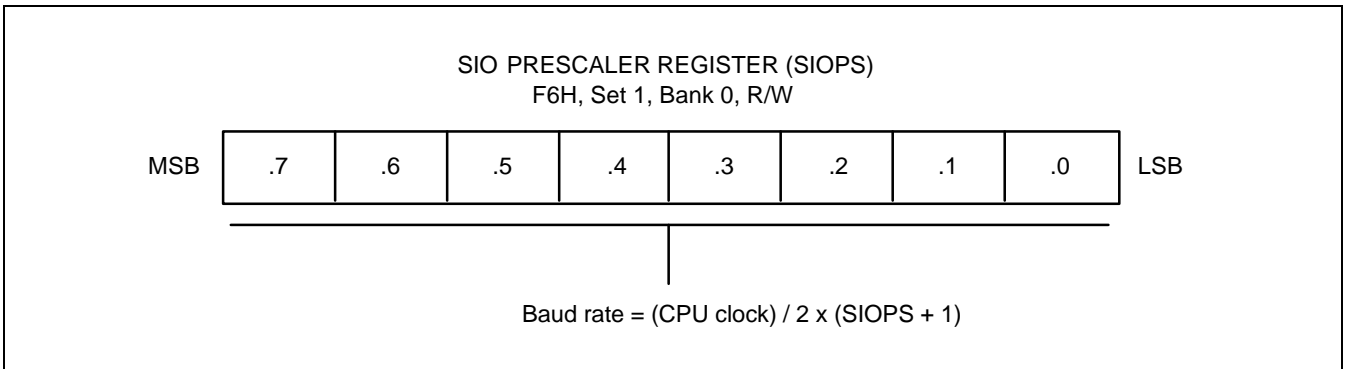 SIO PRESCALER REGISTER (SIOPS)
F6H, Set 1, Bank 0, R/W
MSB .7 .6 .5 .4 .3 .2 .1 .0 LSB
Baud rate = (CPU clock) / 2 x (SIOPS + 1)